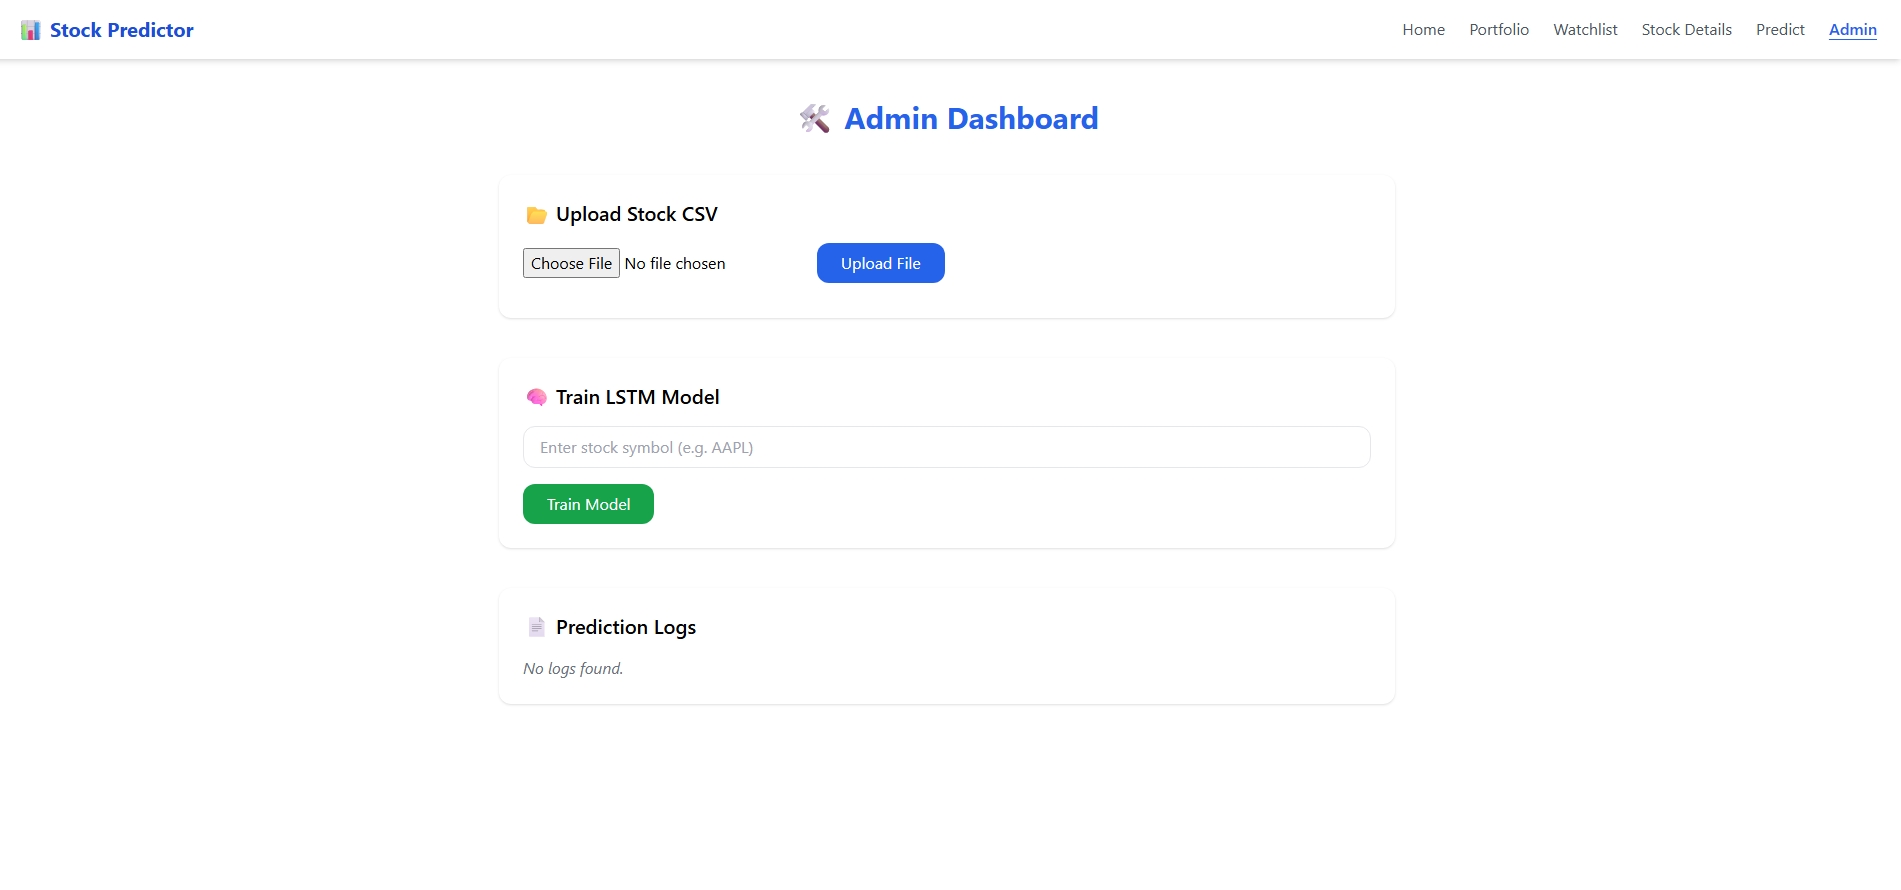 Stock Predictor
Home Portfolio Watchlist Stock Details Predict Admin
Admin Dashboard
Upload Stock CSV
Choose File No file chosen Upload File
Train LSTM Model
Enter stock symbol (e.g. AAPL)
Train Model
Prediction Logs
No logs found.